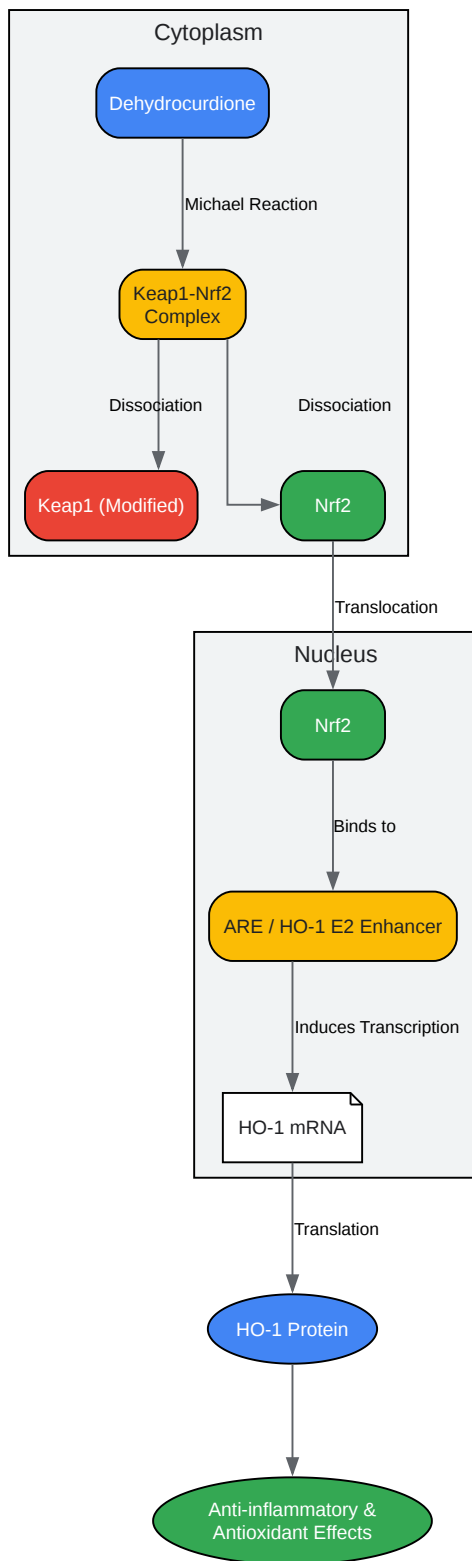 Cytoplasm
Dehydrocurdione
Michael Reaction
Keap1-Nrf2
Complex
Dissociation
Dissociation
Keap1 (Modified)
Nrf2
Translocation
Nucleus
Nrf2
Binds to
ARE / HO-1 E2 Enhancer
Induces Transcription
HO-1 mRNA
Translation
HO-1 Protein
Anti-inflammatory &
Antioxidant Effects